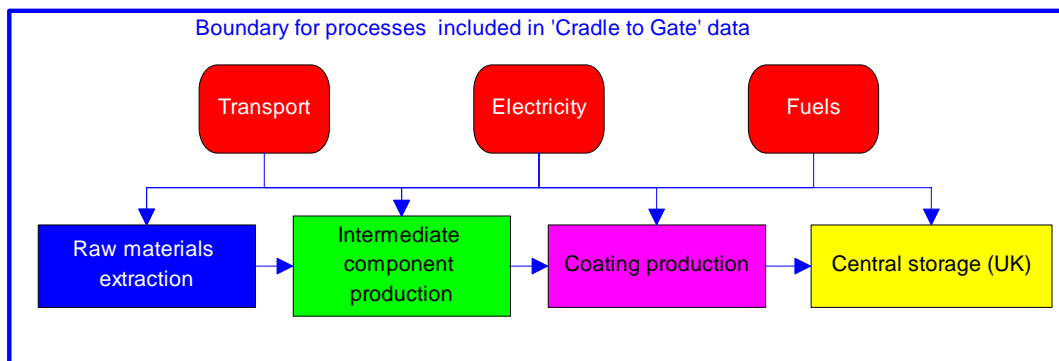 Boundary for processes included in 'Cradle to Gate' data
Transport
Electricity
Fuels
Raw materials
extraction
Intermediate
component
production
Coating production
Central storage (UK)